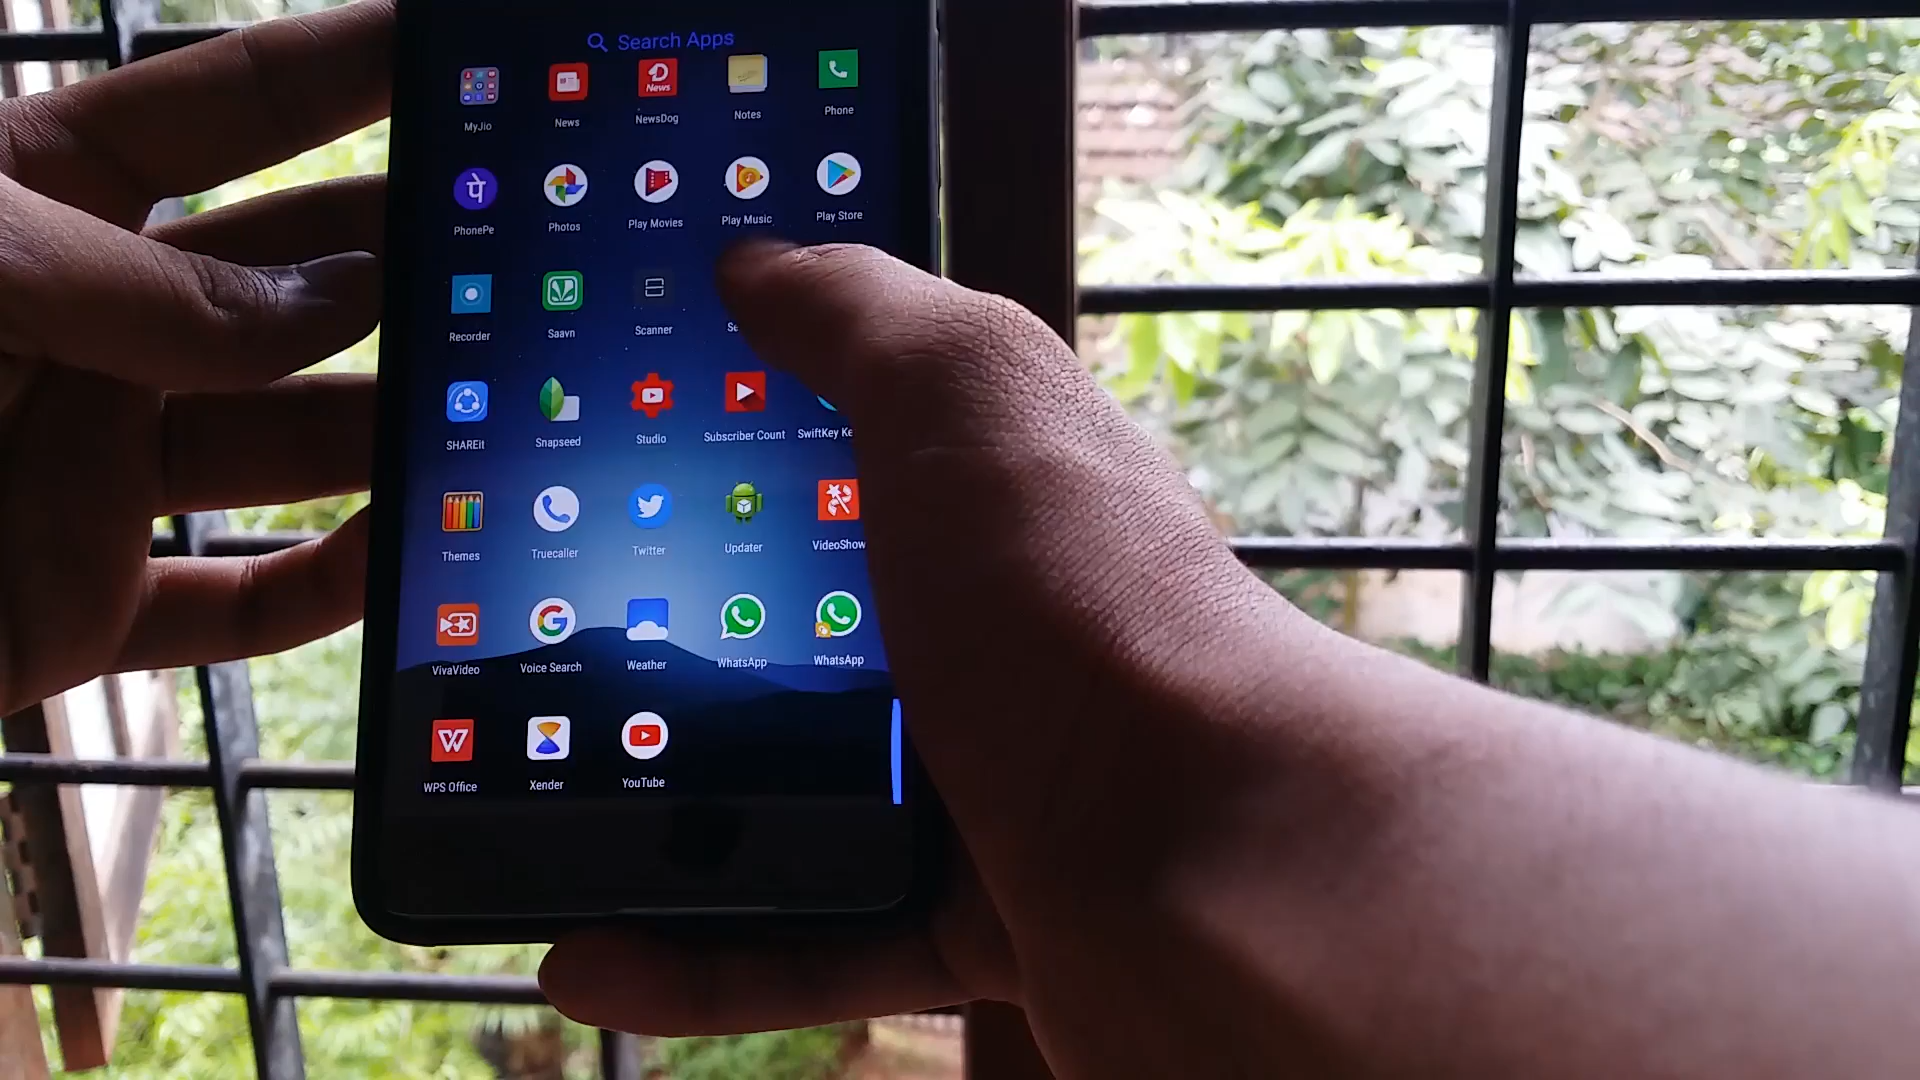 Search Apps
MyJio
News
News
NewsDog
Notes
Phone
पे
PhonePe
Photos
Play Movies
Play Music
Play Store
Recorder
Saavn
Scanner
SHAREit
Snapseed
Studio
Subscriber Count
SwiftKey Ke
Themes
Truecaller
Twitter
Updater
VideoShow
VivaVideo
G
Voice Search
Weather
WhatsApp
WhatsApp
W
WPS Office
Xender
YouTube